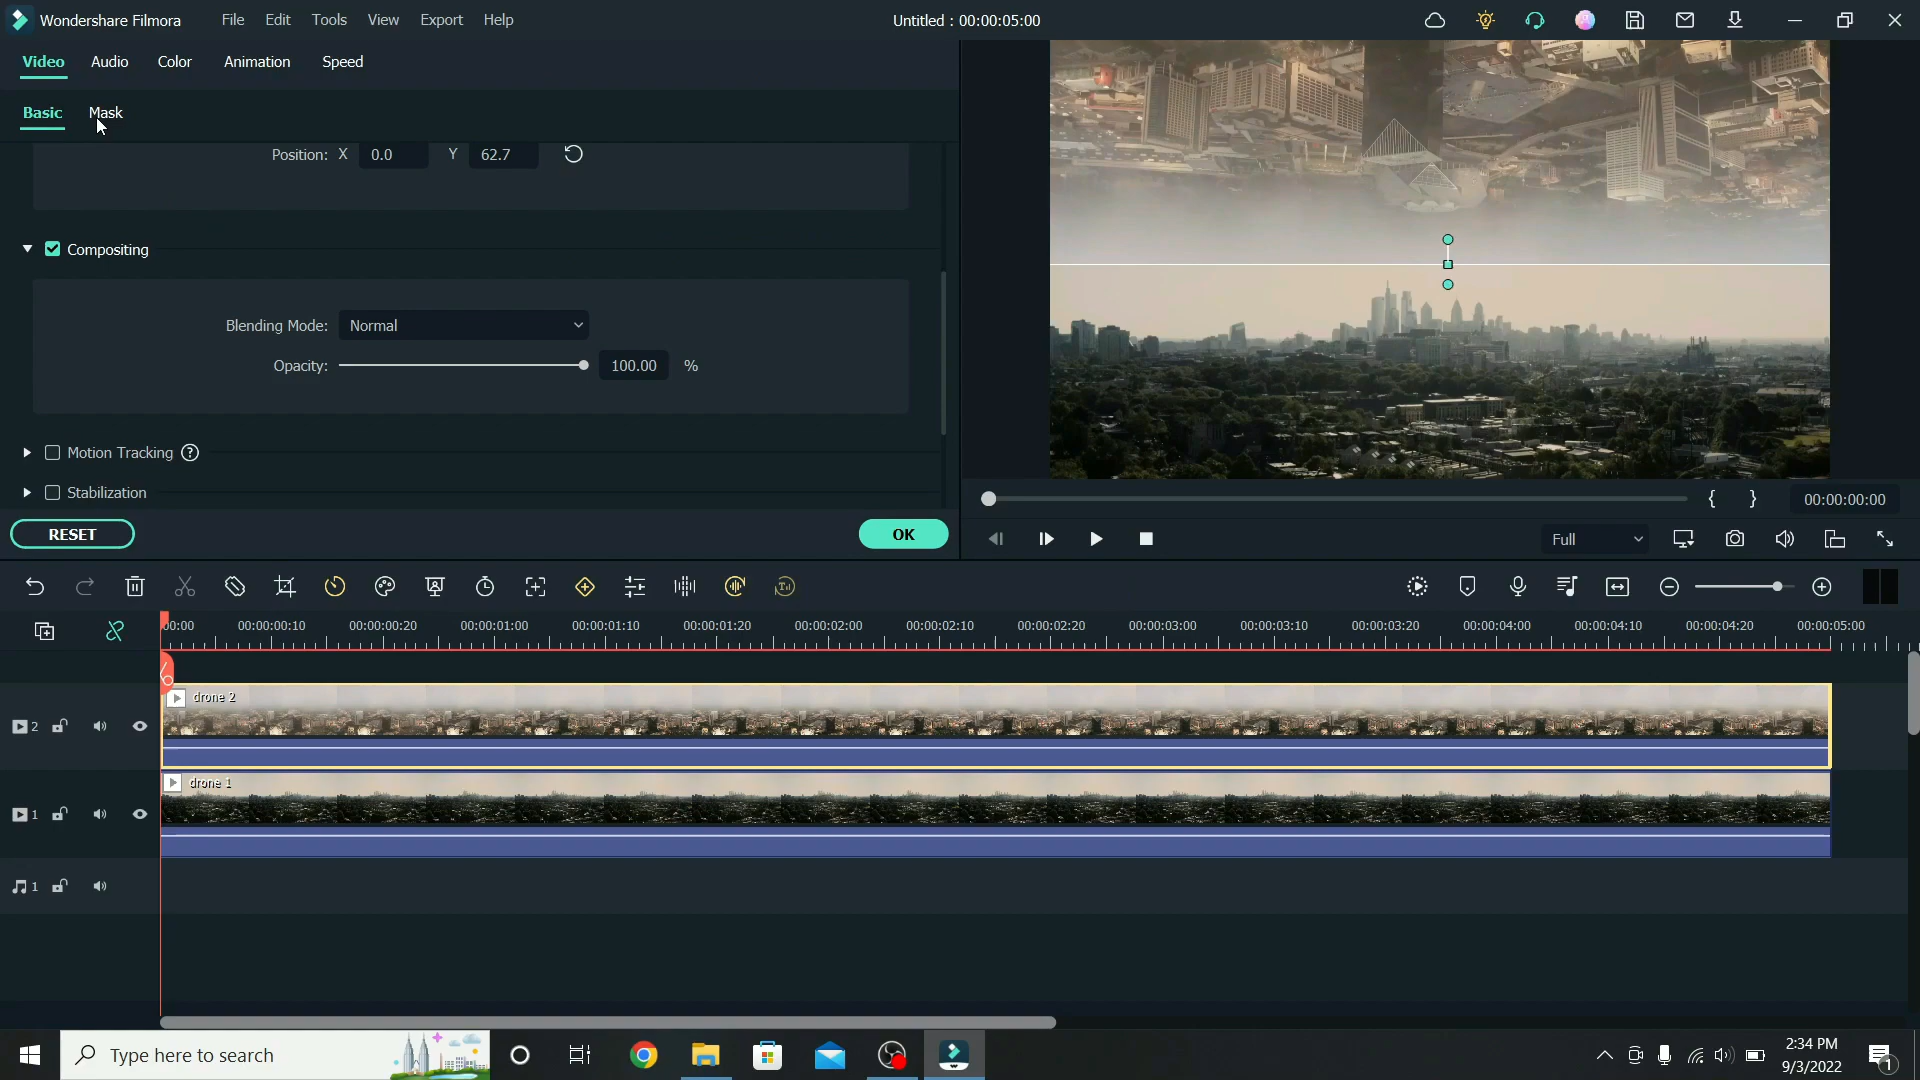 Wondershare Filmora File Edit Tools View Export Help Untitled : 00:00:05:00
Video Audio Color Animation Speed
Basic Mask
Position: X 0.0 Y 62.7
Compositing
Blending Mode: Normal
Opacity: 100.00 %
Motion Tracking ?
Stabilization
RESET OK
{ } 00:00:00:00
Full
00:00 00:00:00:10 00:00:00:20 00:00:01:00 00:00:01:10 00:00:01:20 00:00:02:00 00:00:02:10 00:00:02:20 00:00:03:00 00:00:03:10 00:00:03:20 00:00:04:00 00:00:04:10 00:00:04:20 00:00:05:00
drone 2
2
drone 1
1
1
Type here to search
2:34 PM
9/3/2022
1